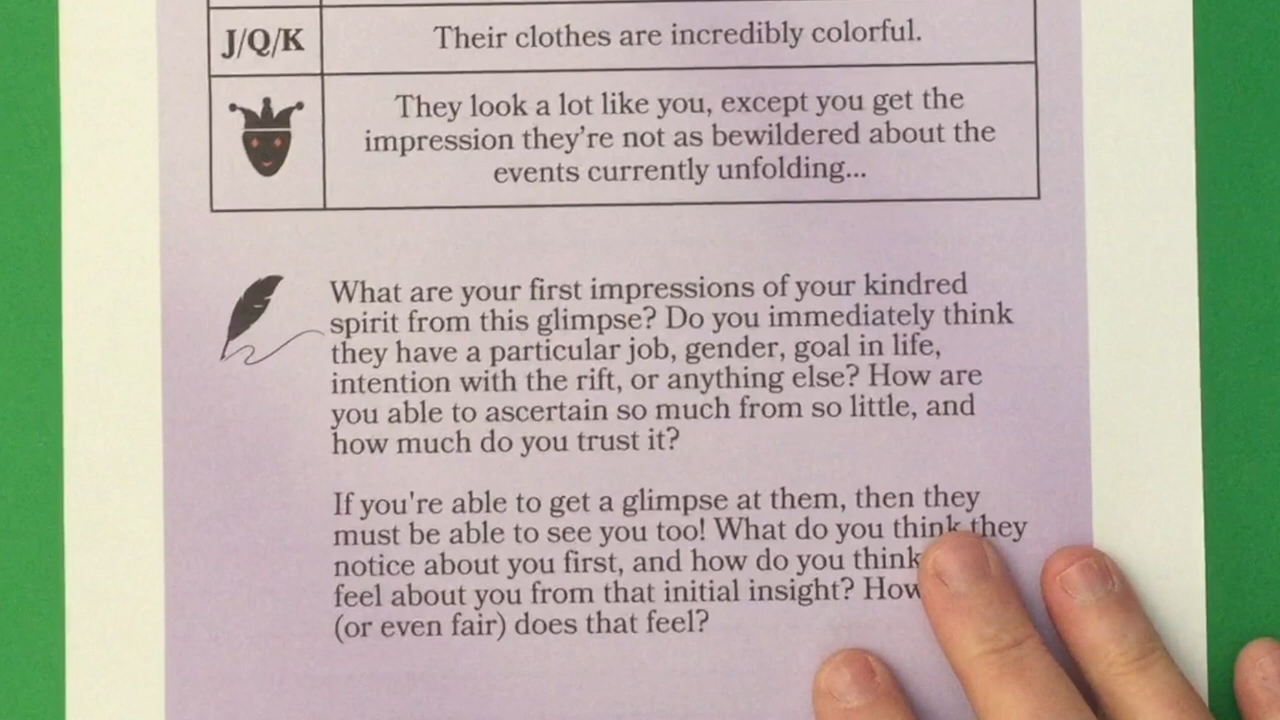 J/Q/K
Their clothes are incredibly colorful.
They look a lot like you, except you get the
impression they're not as bewildered about the
events currently unfolding...
What are your first impressions of your kindred
spirit from this glimpse? Do you immediately think
they have a particular job, gender, goal in life,
intention with the rift, or anything else? How are
you able to ascertain so much from so little, and
how much do you trust it?
If you're able to get a glimpse at them, then they
must be able to see you too! What do you think they
notice about you first, and how do you think
feel about you from that initial insight? How
(or even fair) does that feel?